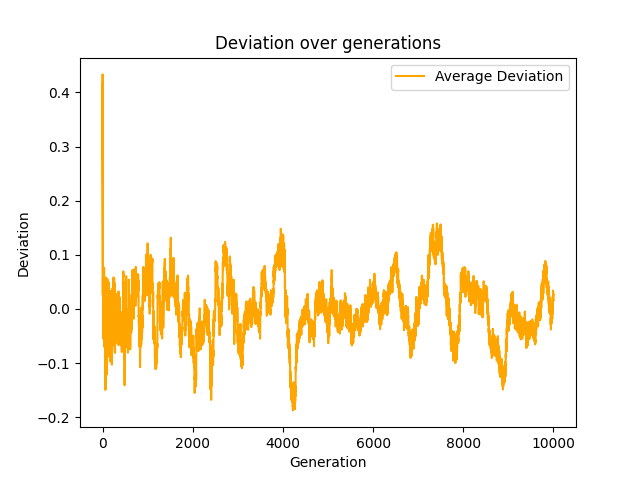 Deviation over generations
Average Deviation
Deviation
0.4
0.3
0.2
0.1
0.0
−0.1
−0.2
0 2000 4000 6000 8000 10000
Generation